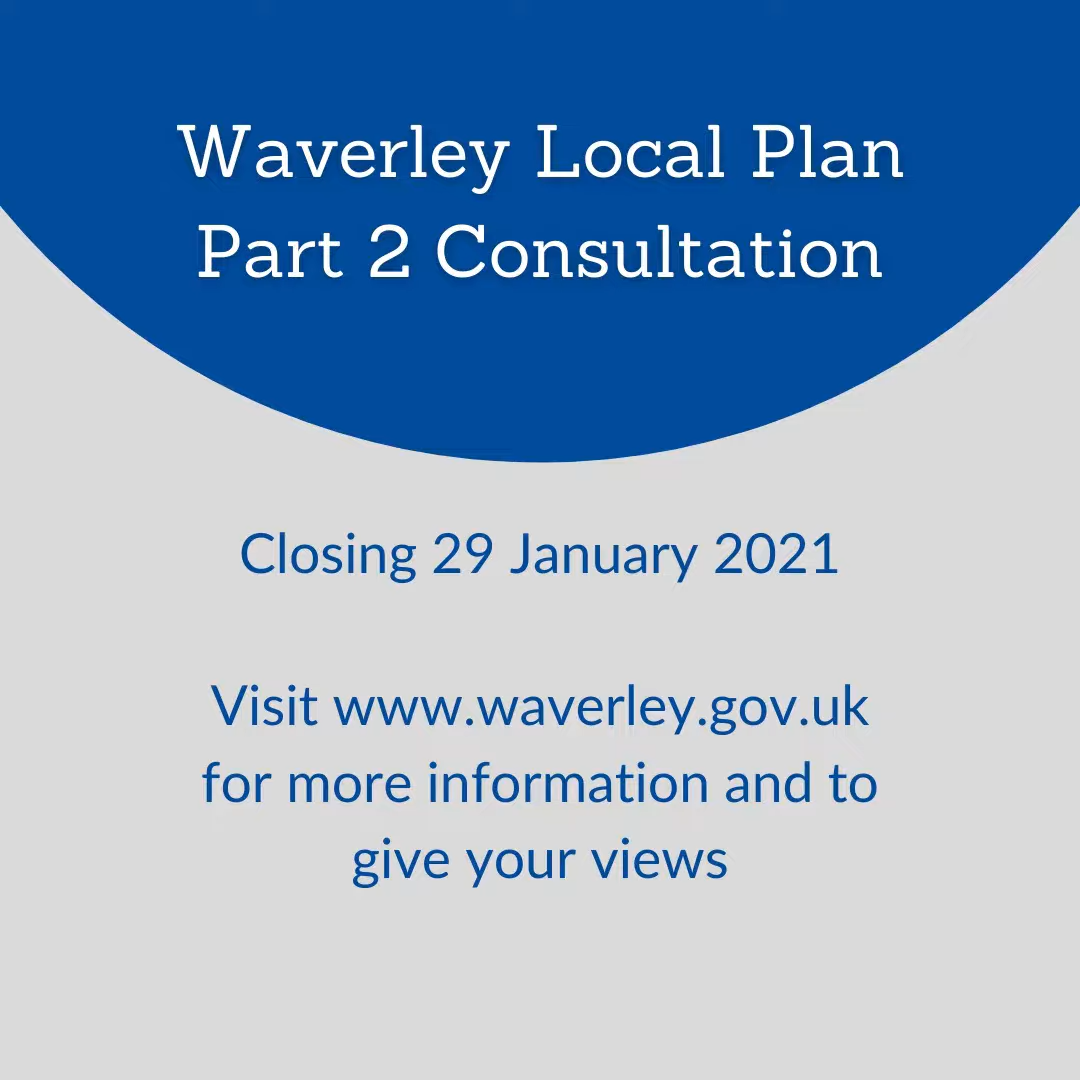 Waverley Local Plan
Part 2 Consultation
Closing 29 January 2021
Visit www.waverley.gov.uk
for more information and to
give your views